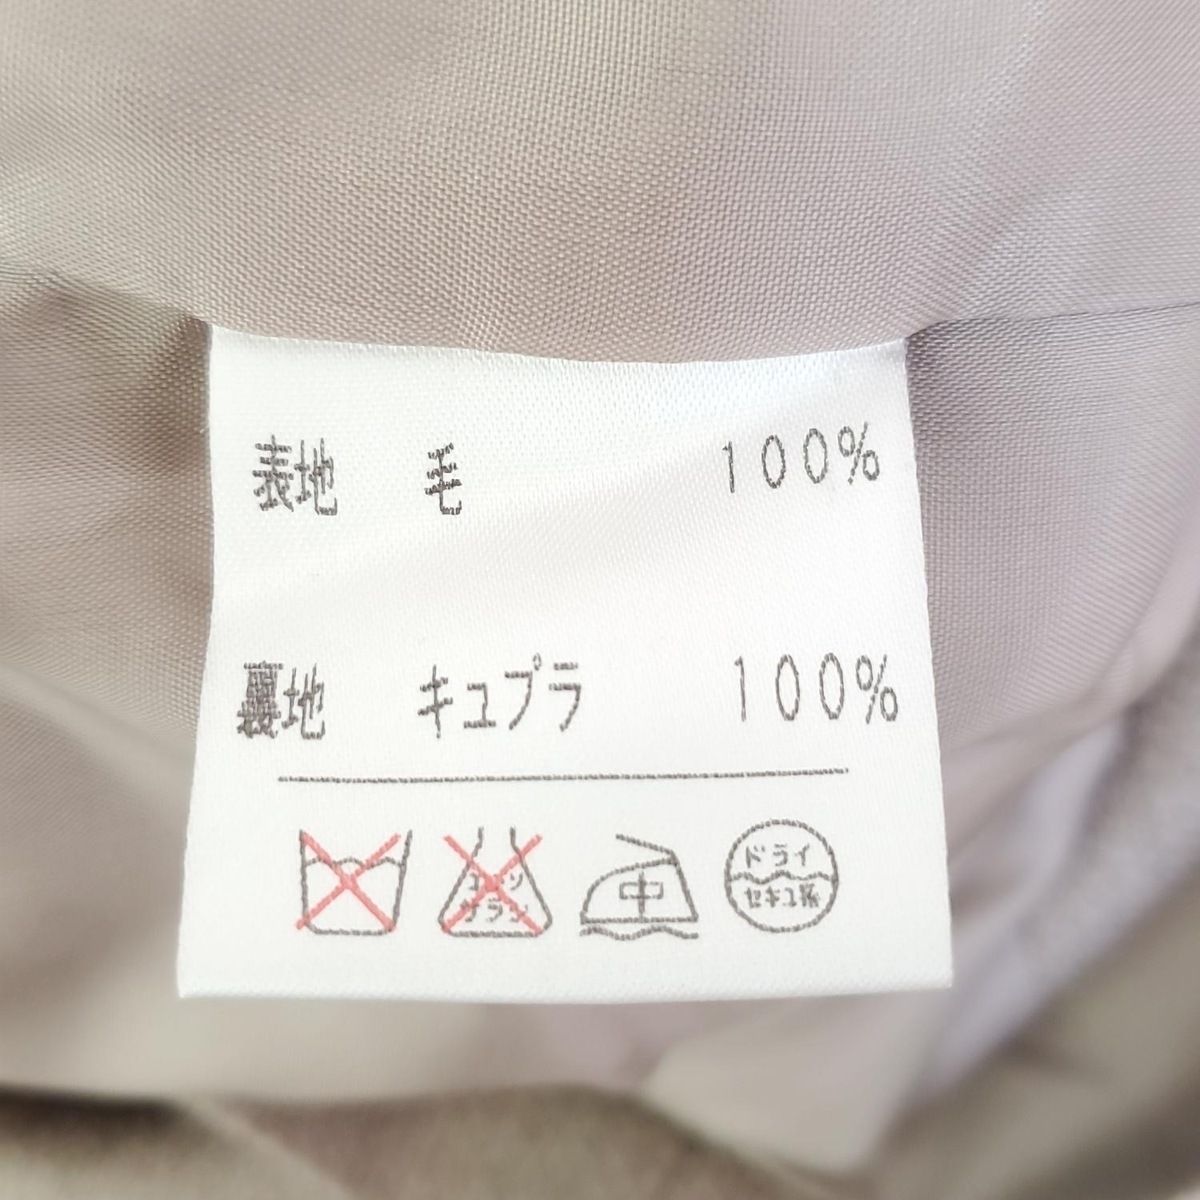 表地 毛 100%
裏地 キュプラ 100%
エンソ
サラシ
中
ドライ
セキユ系